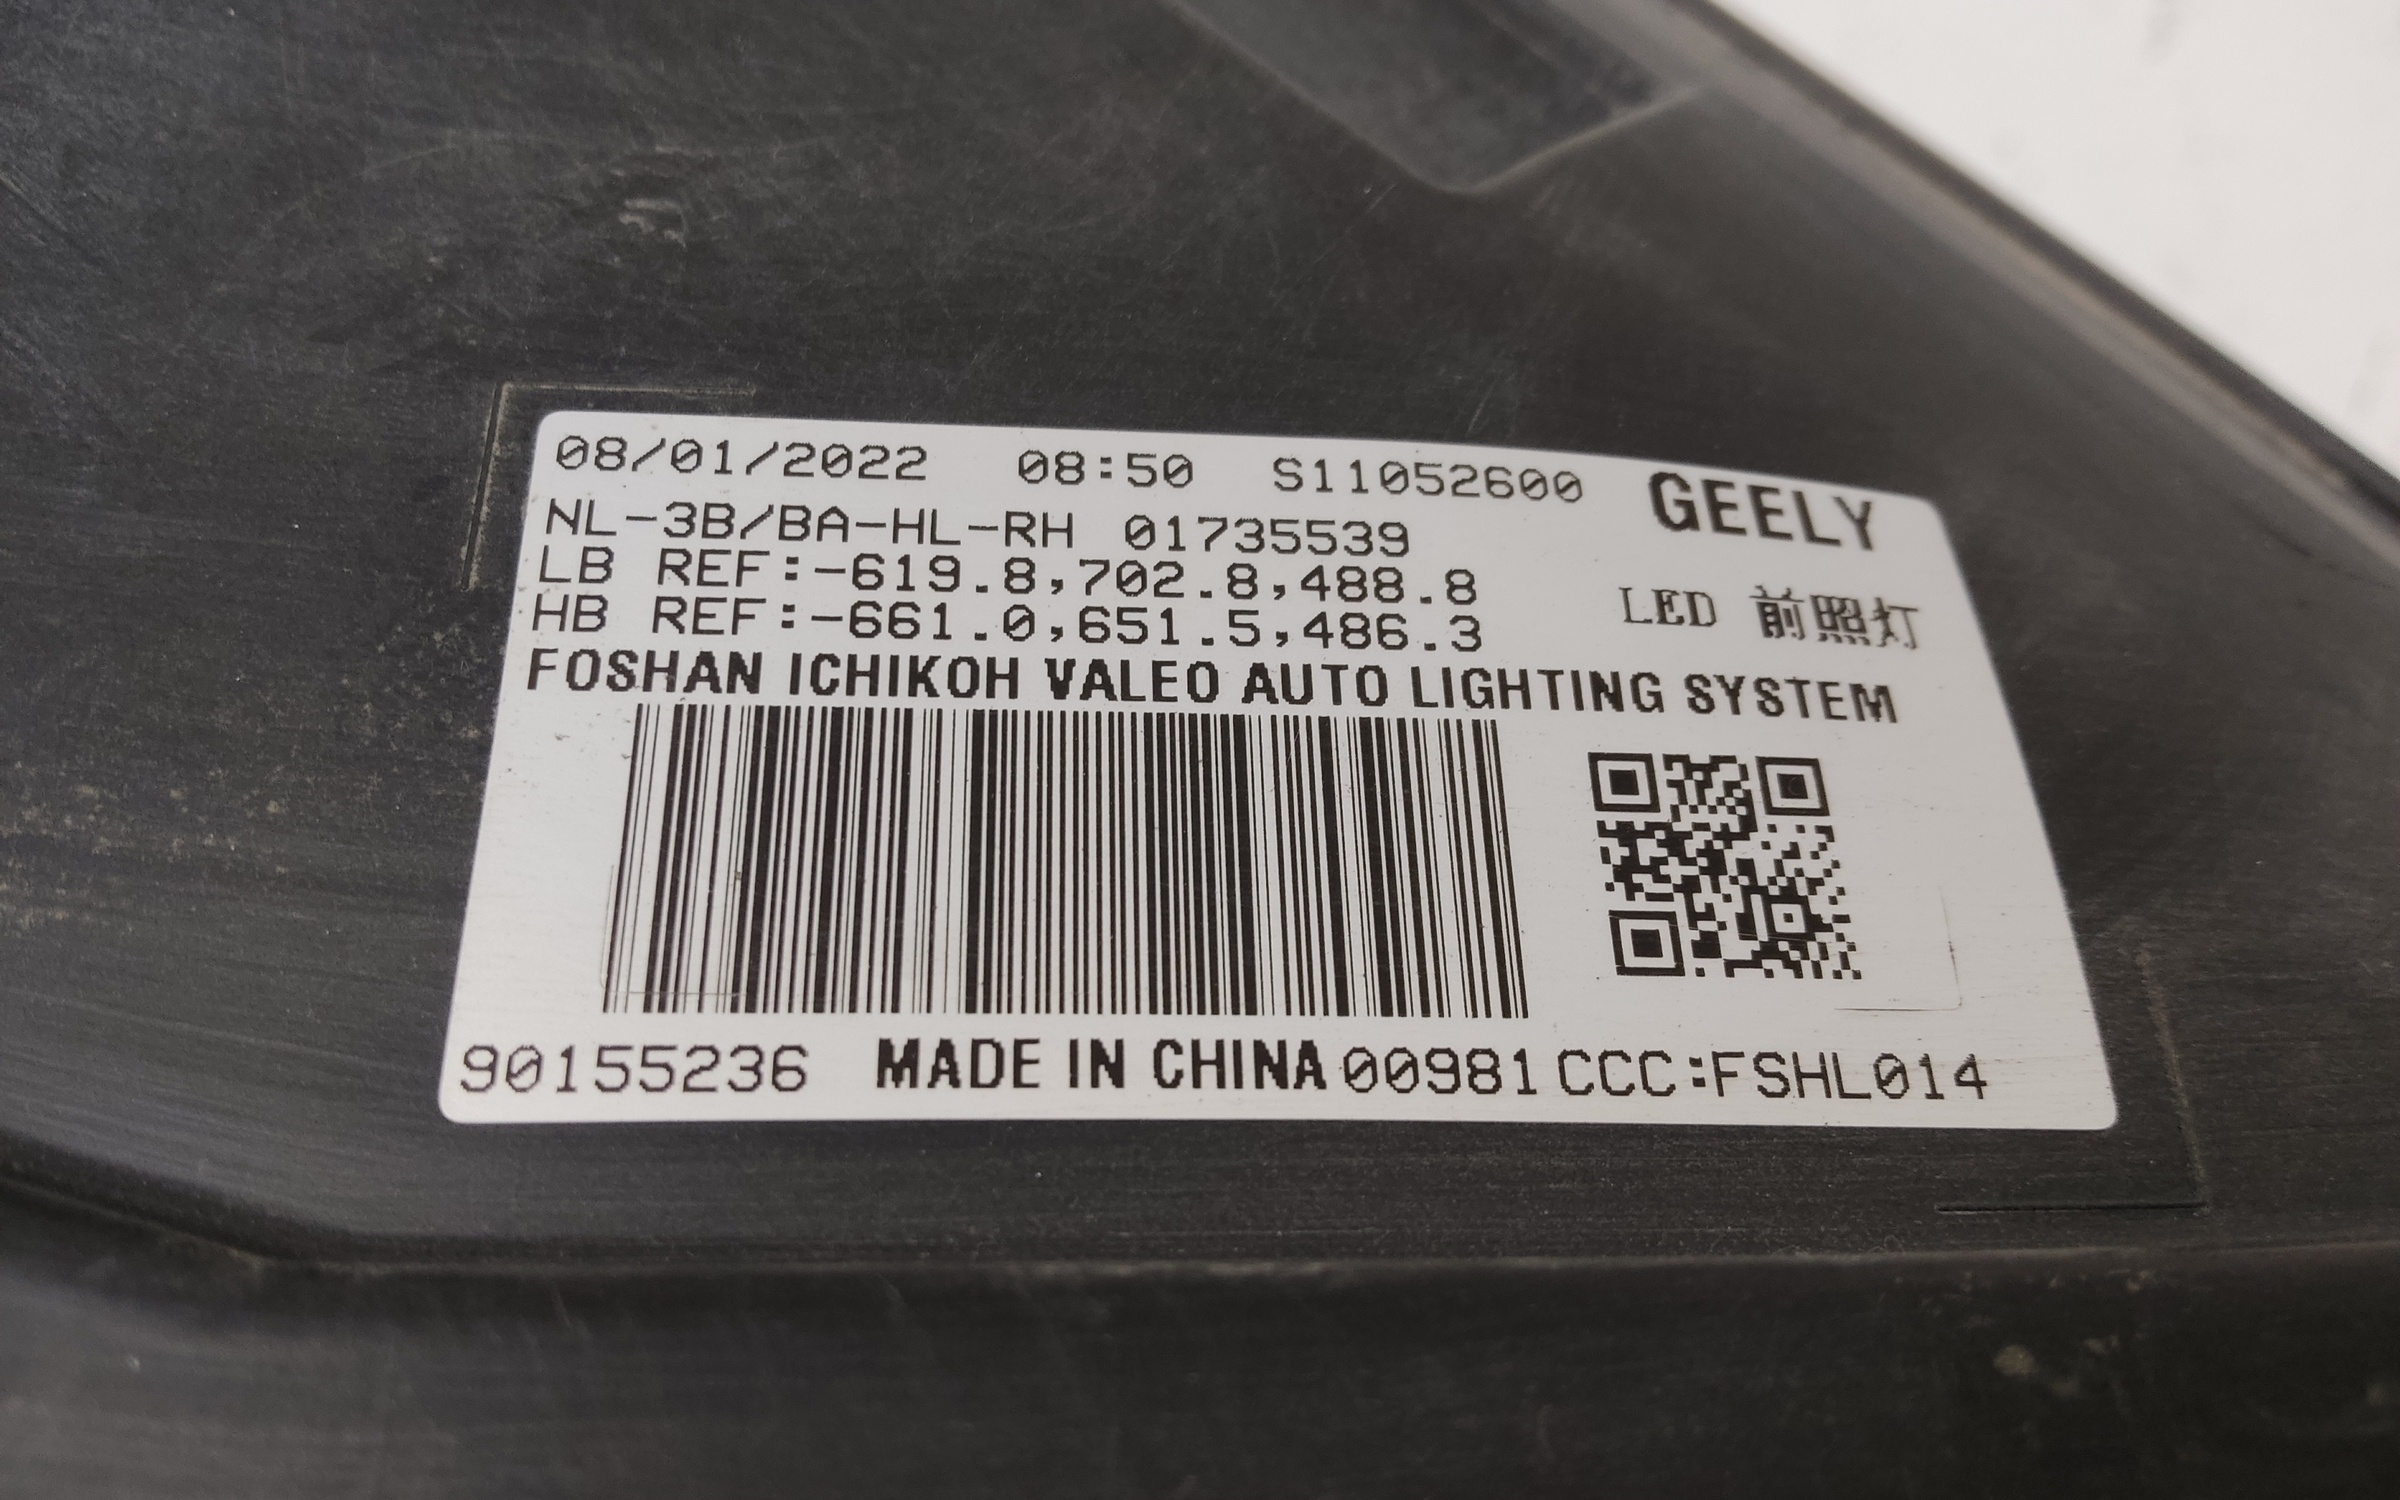 08/01/2022 08:50 S11052600 GEELY
NL-3B/BA-HL-RH 01735539
LB REF:-619.8,702.8,488.8
HB REF:-661.0,651.5,486.3
LED 前照灯
FOSHAN ICHIKOH VALEO AUTO LIGHTING SYSTEM
90155236 MADE IN CHINA 00981 CCC:FSHL014